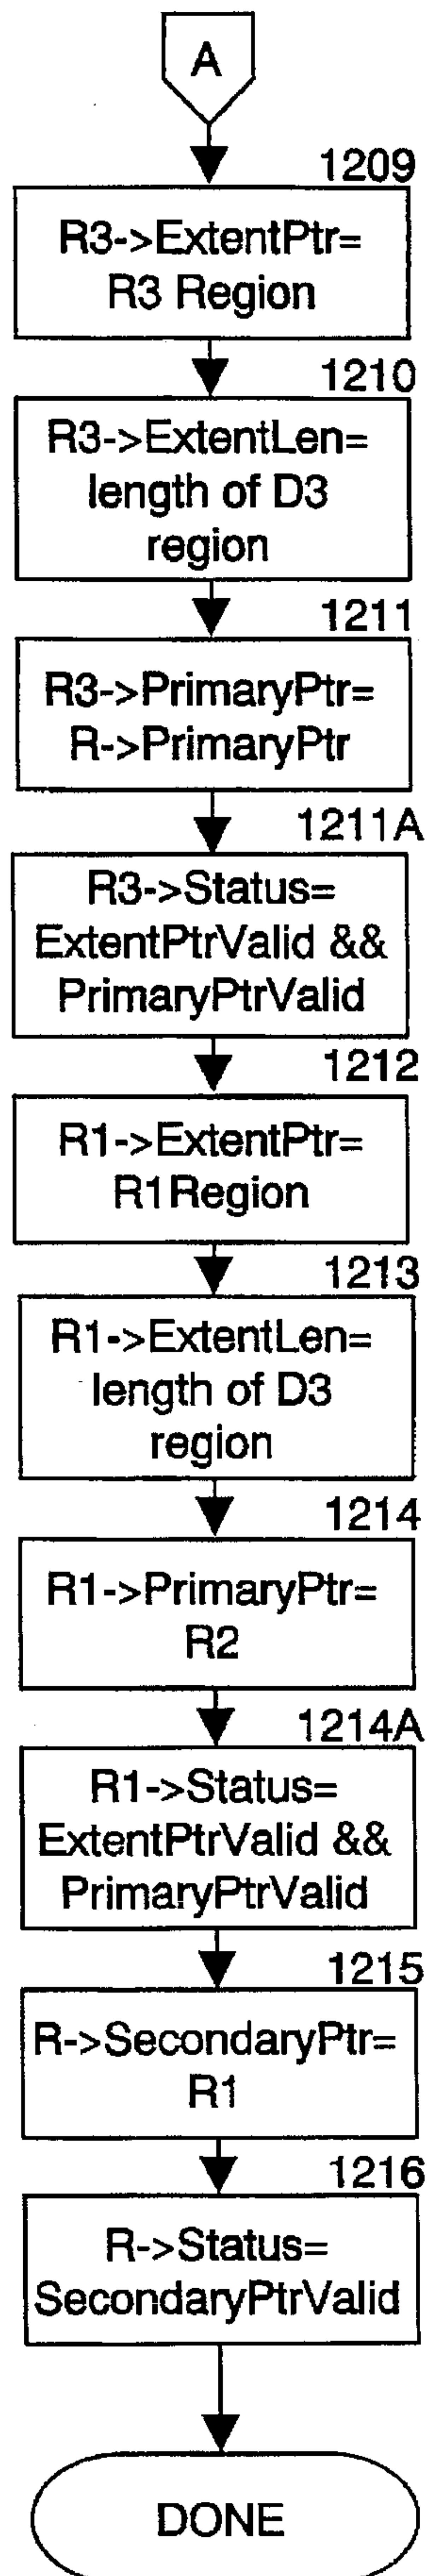 A
1209
R3->ExtentPtr=
R3 Region
1210
R3->ExtentLen=
length of D3
region
1211
R3->PrimaryPtr=
R->PrimaryPtr
1211A
R3->Status=
ExtentPtrValid &&
PrimaryPtrValid
1212
R1->ExtentPtr=
R1Region
1213
R1->ExtentLen=
length of D3
region
1214
R1->PrimaryPtr=
R2
1214A
R1->Status=
ExtentPtrValid &&
PrimaryPtrValid
1215
R->SecondaryPtr=
R1
1216
R->Status=
SecondaryPtrValid
DONE